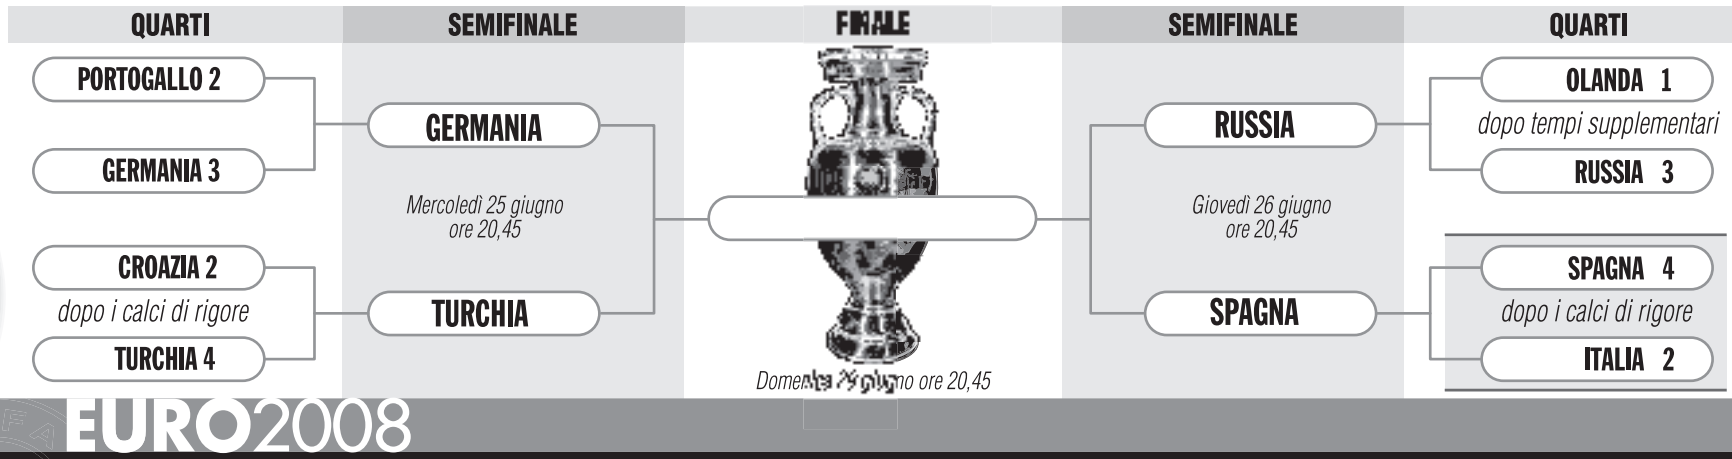 QUARTI
SEMIFINALE
FINALE
SEMIFINALE
QUARTI
PORTOGALLO 2
GERMANIA 3
CROAZIA 2
dopo i calci di rigore
TURCHIA 4
GERMANIA
Mercoledì 25 giugno
ore 20,45
TURCHIA
Domenica 29 giugno ore 20,45
RUSSIA
Giovedì 26 giugno
ore 20,45
SPAGNA
OLANDA 1
dopo tempi supplementari
RUSSIA 3
SPAGNA 4
dopo i calci di rigore
ITALIA 2
EURO2008